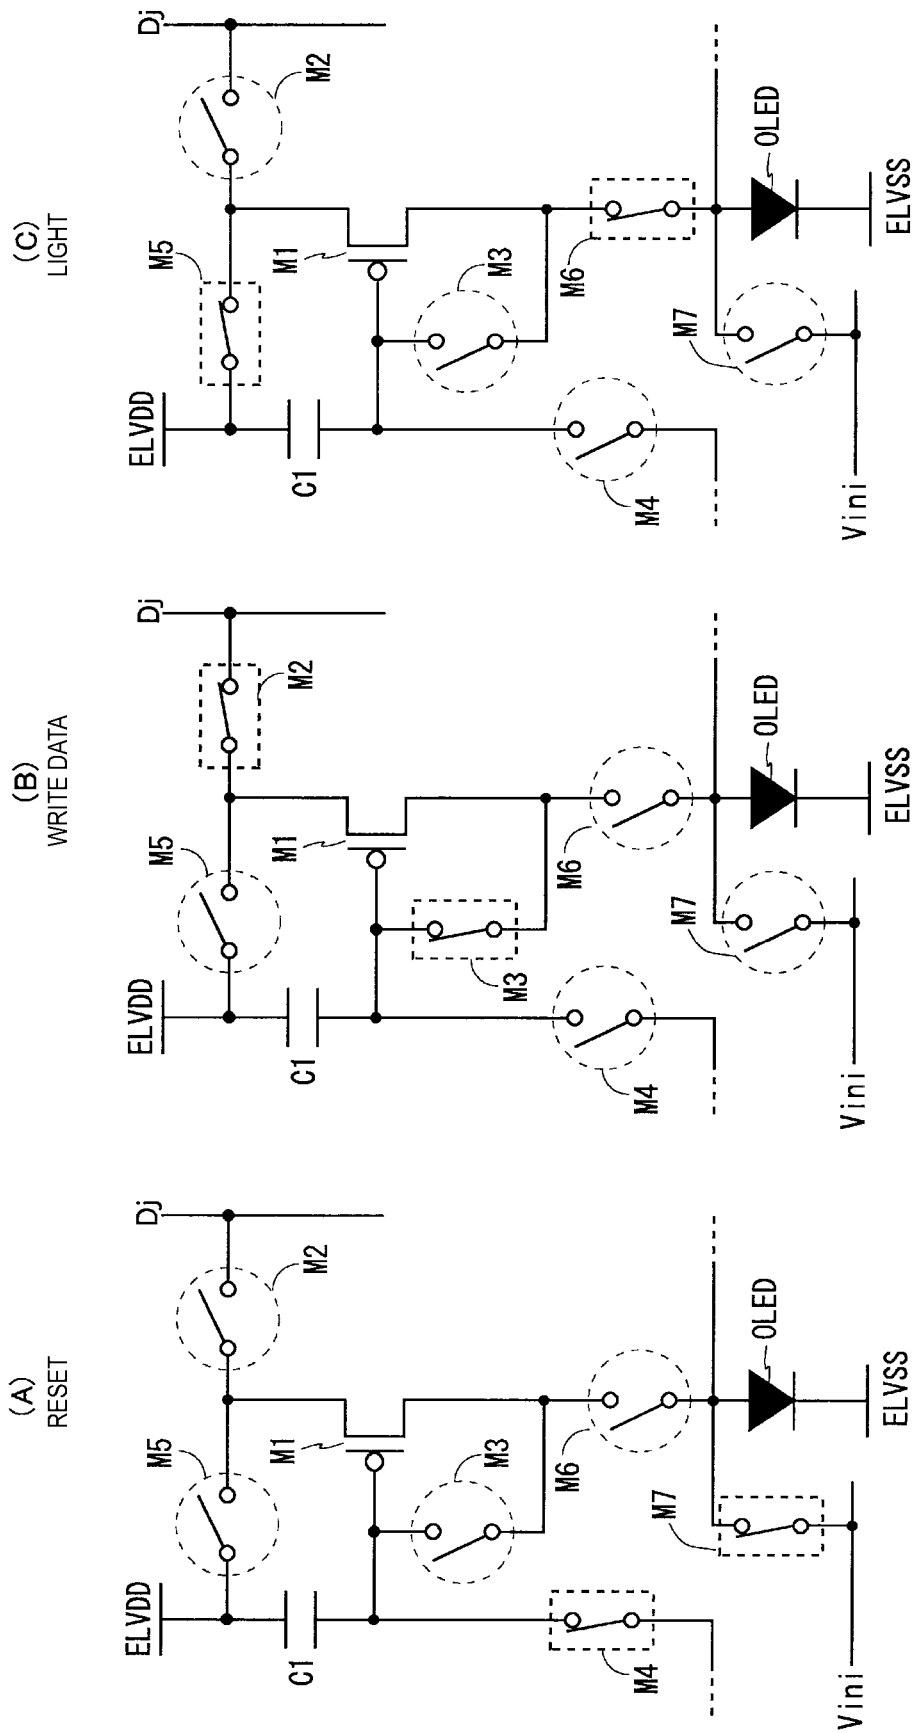 (A)
RESET
ELVDD
M5
M2
Dj
C1
M1
M3
M4
M6
M7
OLED
Vini
ELVSS
(B)
WRITE DATA
ELVDD
M5
M2
Dj
C1
M1
M3
M4
M6
M7
OLED
Vini
ELVSS
(C)
LIGHT
ELVDD
M5
M2
Dj
C1
M1
M3
M4
M6
M7
OLED
Vini
ELVSS